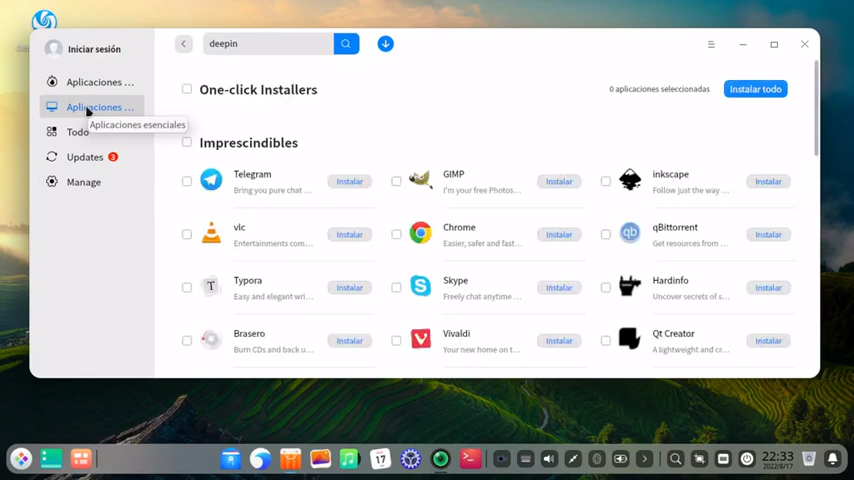 Iniciar sesión
deepin
Aplicaciones ...
Aplicaciones ...
Aplicaciones esenciales
Todo
Updates 3
Manage
One-click Installers
0 aplicaciones seleccionadas
Instalar todo
Imprescindibles
Telegram
Bring you pure chat ...
Instalar
GIMP
I'm your free Photos...
Instalar
inkscape
Follow just the way ...
Instalar
vlc
Entertainments com...
Instalar
Chrome
Easier, safer and fast...
Instalar
qb
qBittorrent
Get resources from ...
Instalar
T
Typora
Easy and elegant wri...
Instalar
Skype
Freely chat anytime ...
Instalar
Hardinfo
Uncover secrets of s...
Instalar
Brasero
Burn CDs and back u...
Instalar
Vivaldi
Your new home on t...
Instalar
Qt Creator
A lightweight and cr...
Instalar
17
22:33
2022/8/17